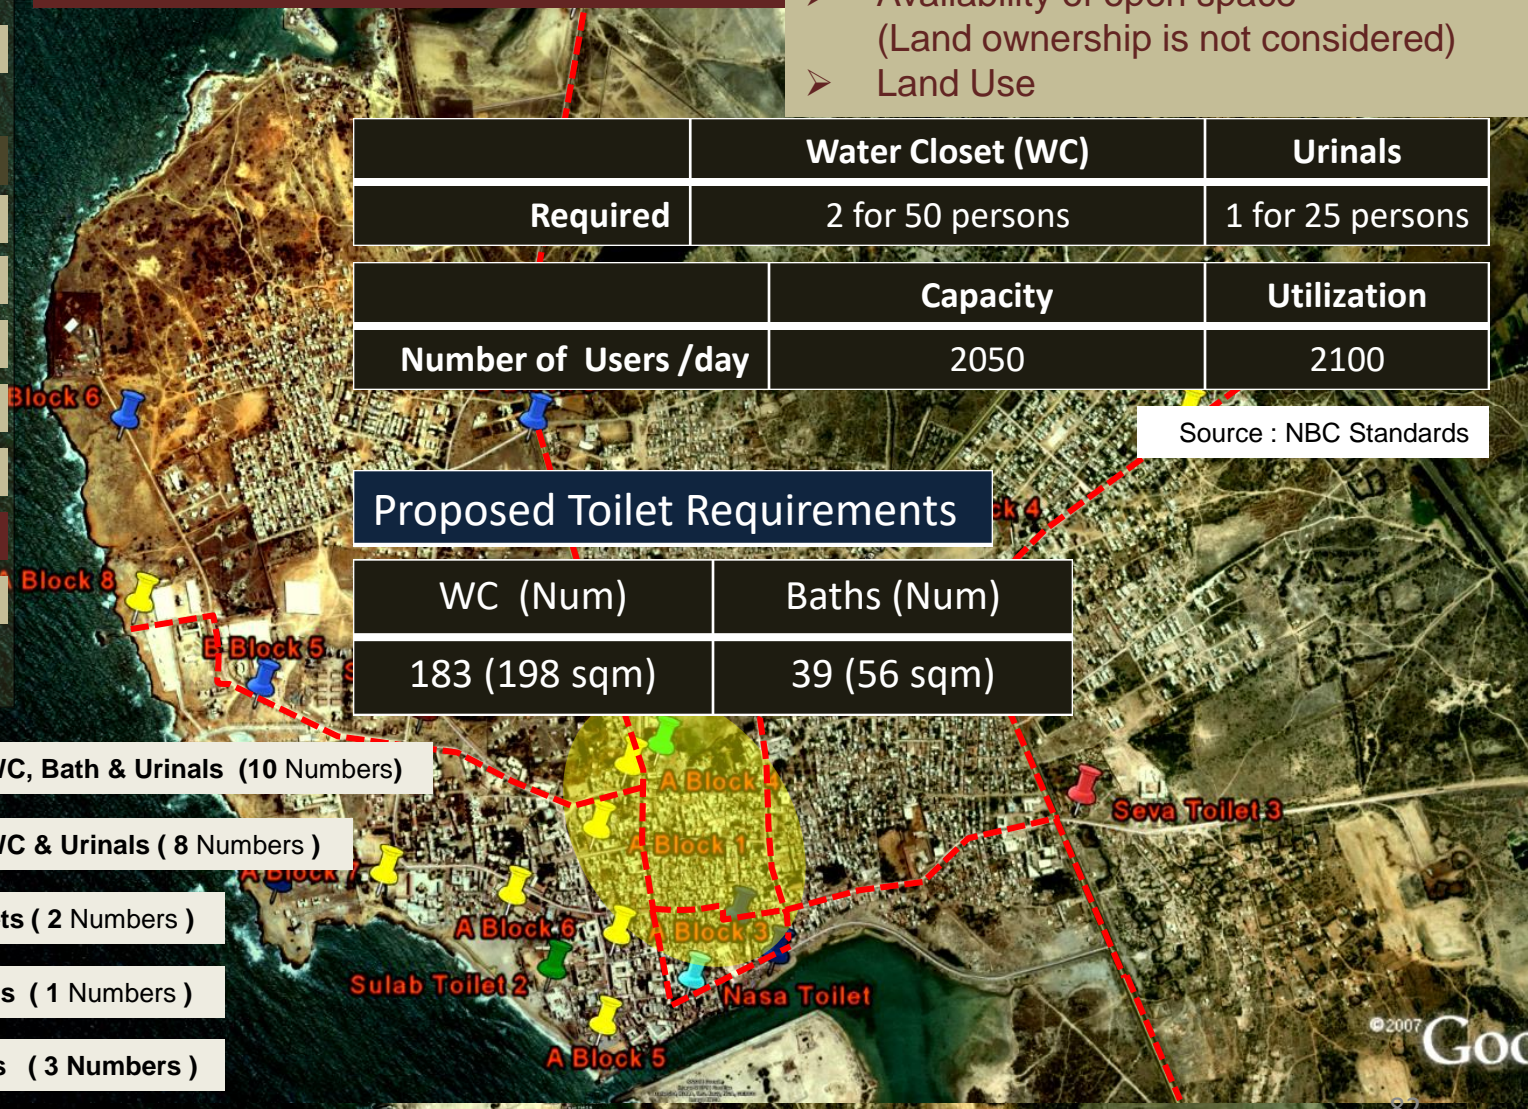 (Land ownership is not considered)
➢ Land Use
Water Closet (WC) Urinals
Required 2 for 50 persons 1 for 25 persons
Capacity Utilization
Number of Users /day 2050 2100
Source : NBC Standards
Block 6
Proposed Toilet Requirements
WC (Num) Baths (Num)
183 (198 sqm) 39 (56 sqm)
Block 8
B Block 5
WC, Bath & Urinals (10 Numbers)
WC & Urinals ( 8 Numbers )
( 2 Numbers )
( 1 Numbers )
( 3 Numbers )
A Block 4
Seva Toilet 3
A Block 1
A Block 7
A Block 6
A Block 3
Sulab Toilet 2
Nasa Toilet
A Block 5
©2007